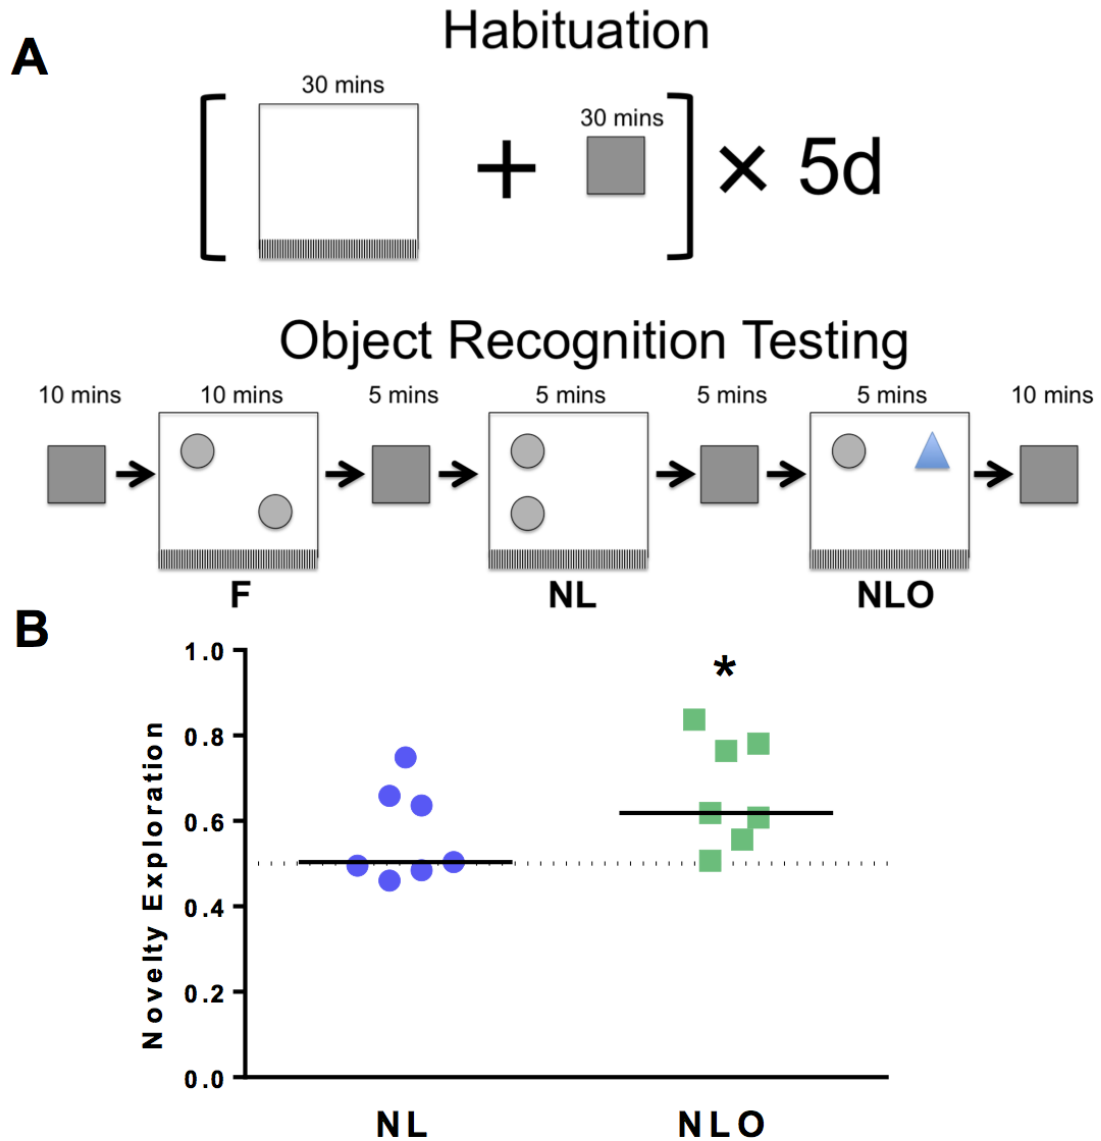 A
Habituation
30 mins
30 mins
[ + ] × 5d
Object Recognition Testing
10 mins 10 mins 5 mins 5 mins 5 mins 5 mins 10 mins
F NL NLO
B
1.0
*
0.8
0.6
0.4
0.2
0.0
Novelty Exploration
NL NLO